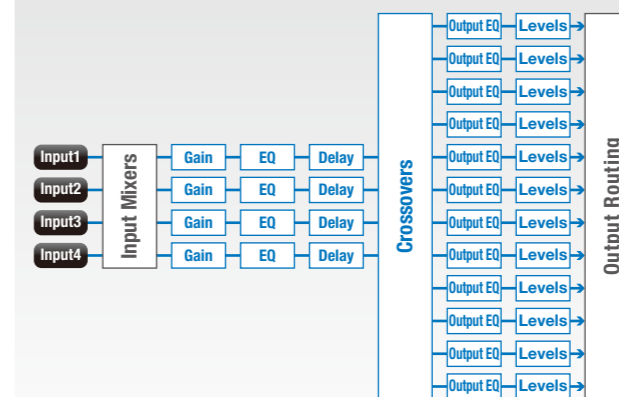 Output EQ Levels
Output EQ Levels
Output EQ Levels
Output EQ Levels
Input1 Gain EQ Delay Output EQ Levels
Input2 Gain EQ Delay Output EQ Levels
Input3 Gain EQ Delay Output EQ Levels
Input4 Gain EQ Delay Output EQ Levels
Output EQ Levels
Output EQ Levels
Output EQ Levels
Output EQ Levels
Input Mixers
Crossovers
Output Routing